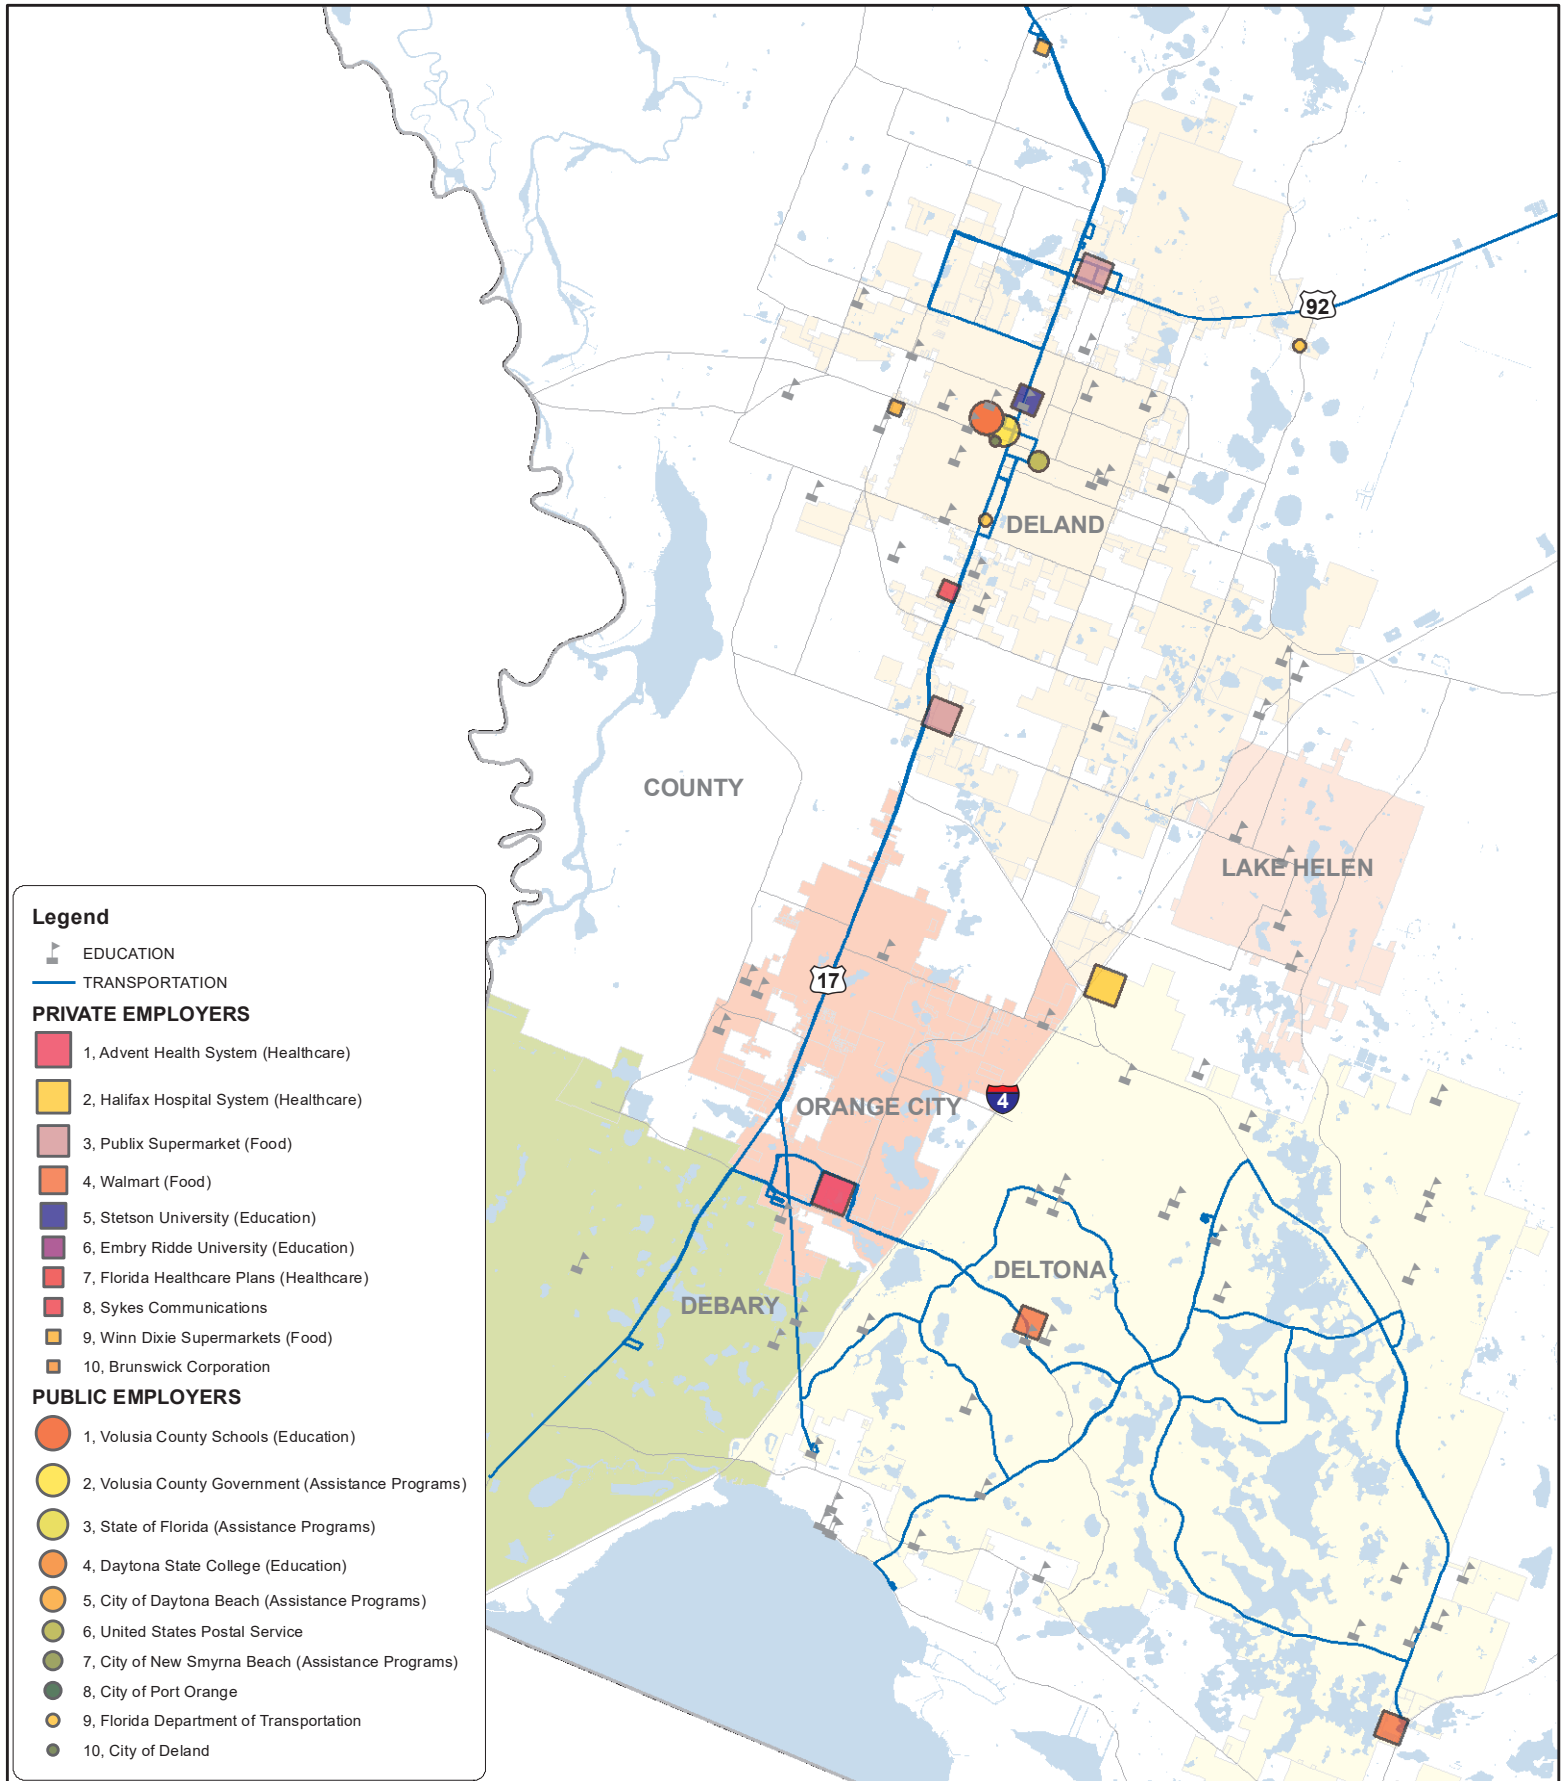 92
DELAND
COUNTY
LAKE HELEN
17
ORANGE CITY
4
DELTONA
DEBARY
Legend
EDUCATION
TRANSPORTATION
PRIVATE EMPLOYERS
1, Advent Health System (Healthcare)
2, Halifax Hospital System (Healthcare)
3, Publix Supermarket (Food)
4, Walmart (Food)
5, Stetson University (Education)
6, Embry Ridde University (Education)
7, Florida Healthcare Plans (Healthcare)
8, Sykes Communications
9, Winn Dixie Supermarkets (Food)
10, Brunswick Corporation
PUBLIC EMPLOYERS
1, Volusia County Schools (Education)
2, Volusia County Government (Assistance Programs)
3, State of Florida (Assistance Programs)
4, Daytona State College (Education)
5, City of Daytona Beach (Assistance Programs)
6, United States Postal Service
7, City of New Smyrna Beach (Assistance Programs)
8, City of Port Orange
9, Florida Department of Transportation
10, City of Deland